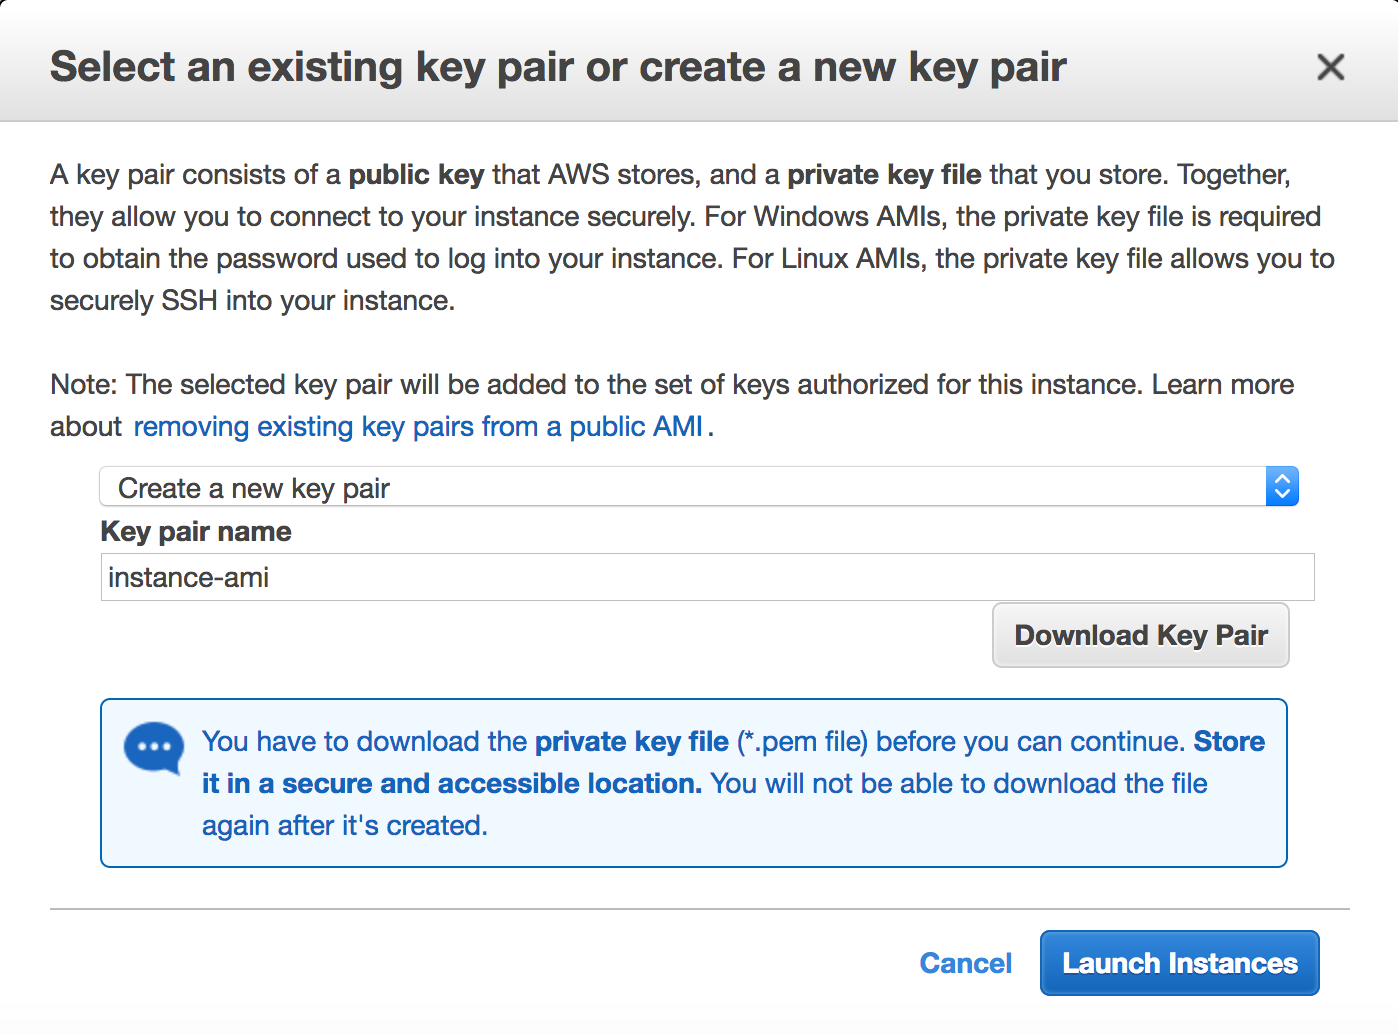 Select an existing key pair or create a new key pair
A key pair consists of a public key that AWS stores, and a private key file that you store. Together,
they allow you to connect to your instance securely. For Windows AMIs, the private key file is required
to obtain the password used to log into your instance. For Linux AMIs, the private key file allows you to
securely SSH into your instance.
Note: The selected key pair will be added to the set of keys authorized for this instance. Learn more
about removing existing key pairs from a public AMI .
Create a new key pair
Key pair name
instance-ami
Download Key Pair
You have to download the private key file (*.pem file) before you can continue. Store
it in a secure and accessible location. You will not be able to download the file
again after it's created.
Cancel
Launch Instances